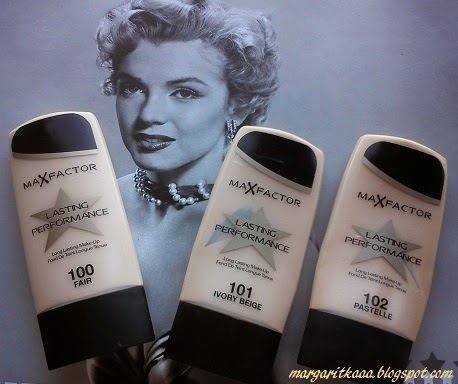 MAXFACTOR
LASTING
PERFORMANCE
Long Lasting Make-Up
Fond De Teint Longue Tenue
100
FAIR
MAXFACTOR
LASTING
PERFORMANCE
Long Lasting Make-Up
Fond De Teint Longue Tenue
101
IVORY BEIGE
MAXFACTOR
LASTING
PERFORMANCE
Long Lasting Make-Up
Fond De Teint Longue Tenue
102
PASTELLE
margaritkaaa.blogspot.com